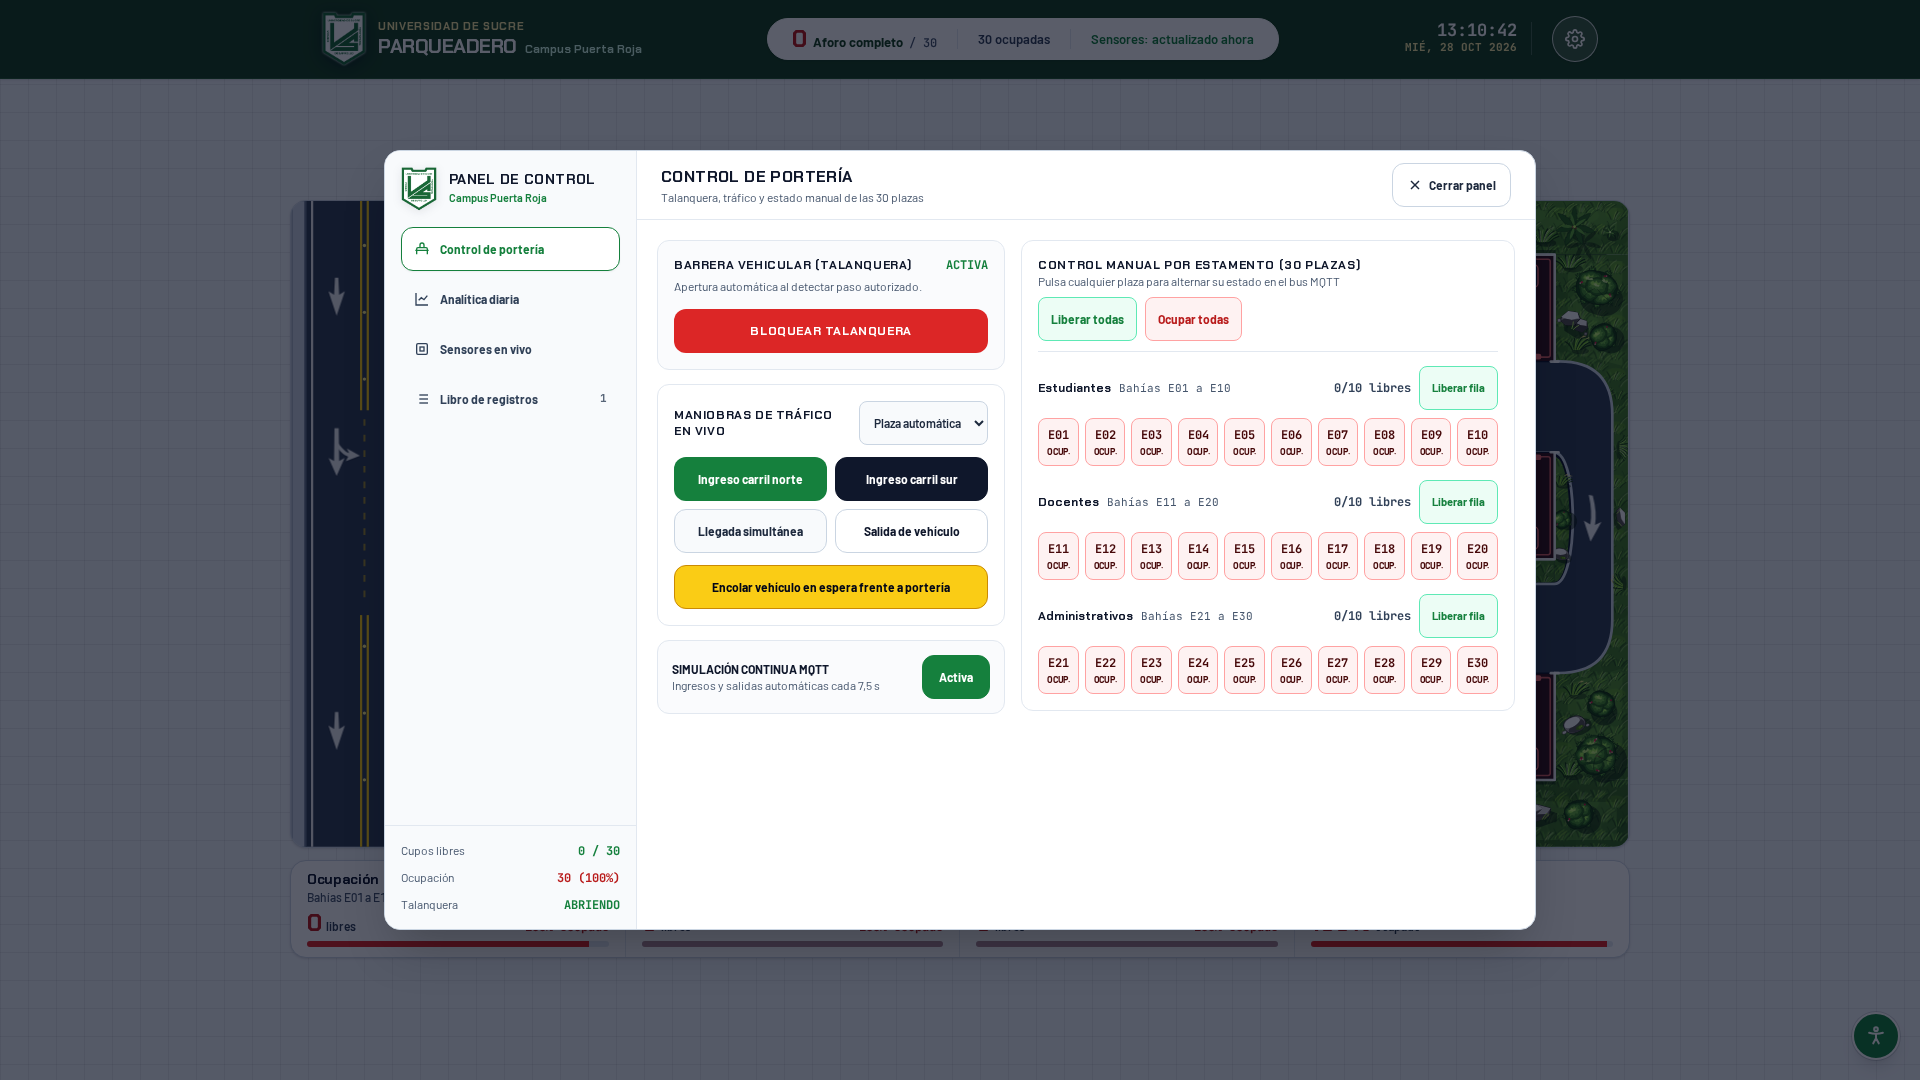 UNIVERSIDAD DE SUCRE
PARQUEADERO Campus Puerta Roja
0 Aforo completo / 30
30 ocupadas
Sensores: actualizado ahora
13:10:42
MIÉ, 28 OCT 2026
PANEL DE CONTROL
Campus Puerta Roja
Control de portería
Analítica diaria
Sensores en vivo
Libro de registros 1
Cupos libres 0 / 30
Ocupación 30 (100%)
Talanquera ABRIENDO
CONTROL DE PORTERÍA
Talanquera, tráfico y estado manual de las 30 plazas
Cerrar panel
BARRERA VEHICULAR (TALANQUERA) ACTIVA
Apertura automática al detectar paso autorizado.
BLOQUEAR TALANQUERA
MANIOBRAS DE TRÁFICO
EN VIVO
Plaza automática
Ingreso carril norte
Ingreso carril sur
Llegada simultánea
Salida de vehículo
Encolar vehículo en espera frente a portería
SIMULACIÓN CONTINUA MQTT
Ingresos y salidas automáticas cada 7,5 s
Activa
CONTROL MANUAL POR ESTAMENTO (30 PLAZAS)
Pulsa cualquier plaza para alternar su estado en el bus MQTT
Liberar todas
Ocupar todas
Estudiantes Bahías E01 a E10 0/10 libres Liberar fila
E01 E02 E03 E04 E05 E06 E07 E08 E09 E10
OCUP. OCUP. OCUP. OCUP. OCUP. OCUP. OCUP. OCUP. OCUP. OCUP.
Docentes Bahías E11 a E20 0/10 libres Liberar fila
E11 E12 E13 E14 E15 E16 E17 E18 E19 E20
OCUP. OCUP. OCUP. OCUP. OCUP. OCUP. OCUP. OCUP. OCUP. OCUP.
Administrativos Bahías E21 a E30 0/10 libres Liberar fila
E21 E22 E23 E24 E25 E26 E27 E28 E29 E30
OCUP. OCUP. OCUP. OCUP. OCUP. OCUP. OCUP. OCUP. OCUP. OCUP.
Ocupación
Bahías E01 a
0 libres